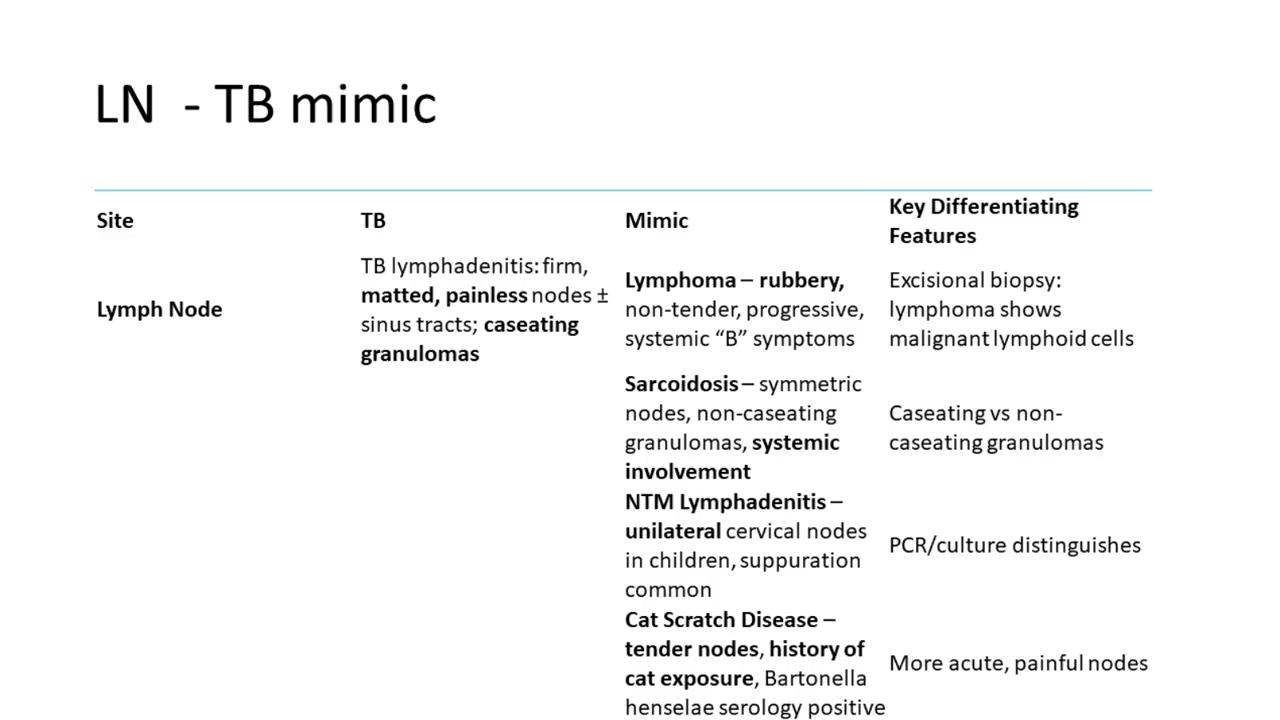 LN - TB mimic
Site
TB
Mimic
Key Differentiating
Features
Lymph Node
TB lymphadenitis: firm,
matted, painless nodes ±
sinus tracts; caseating
granulomas
Lymphoma – rubbery,
non-tender, progressive,
systemic “B” symptoms
Excisional biopsy:
lymphoma shows
malignant lymphoid cells
Sarcoidosis – symmetric
nodes, non-caseating
granulomas, systemic
involvement
Caseating vs non-
caseating granulomas
NTM Lymphadenitis –
unilateral cervical nodes
in children, suppuration
common
PCR/culture distinguishes
Cat Scratch Disease –
tender nodes, history of
cat exposure, Bartonella
henselae serology positive
More acute, painful nodes